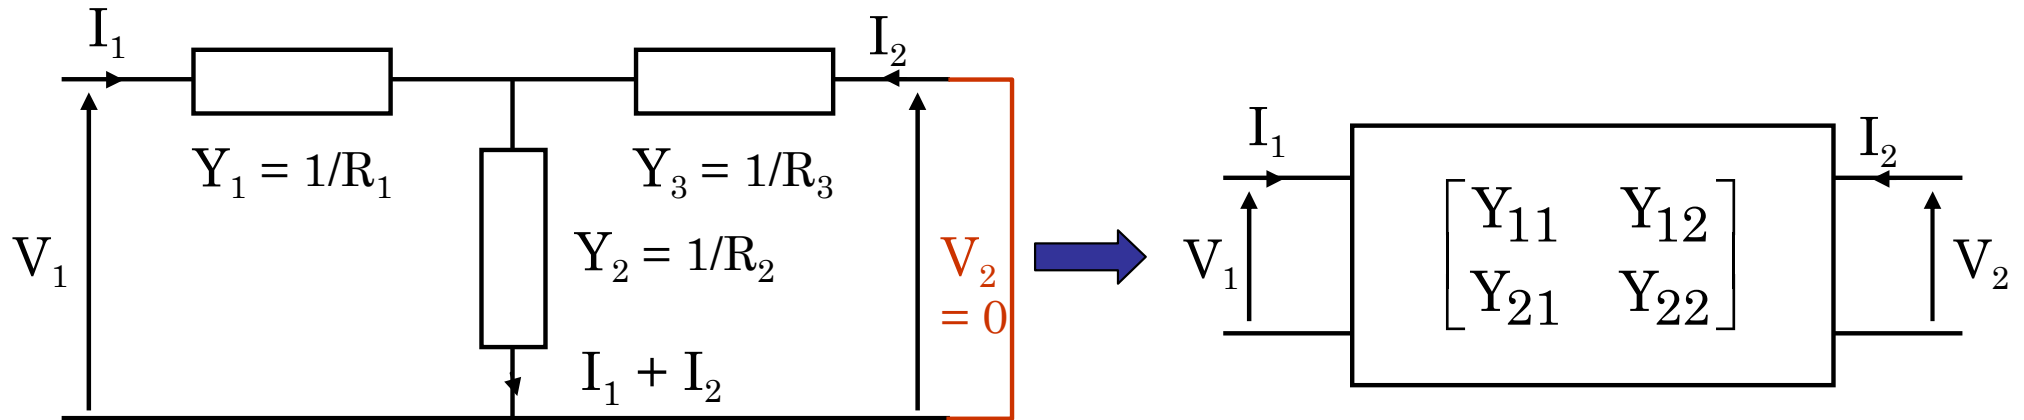 I₁
I₂
Y₁ = 1/R₁
Y₃ = 1/R₃
V₁
Y₂ = 1/R₂
V₂
= 0
I₁ + I₂
I₁
I₂
Y₁₁ Y₁₂
V₁
V₂
Y₂₁ Y₂₂